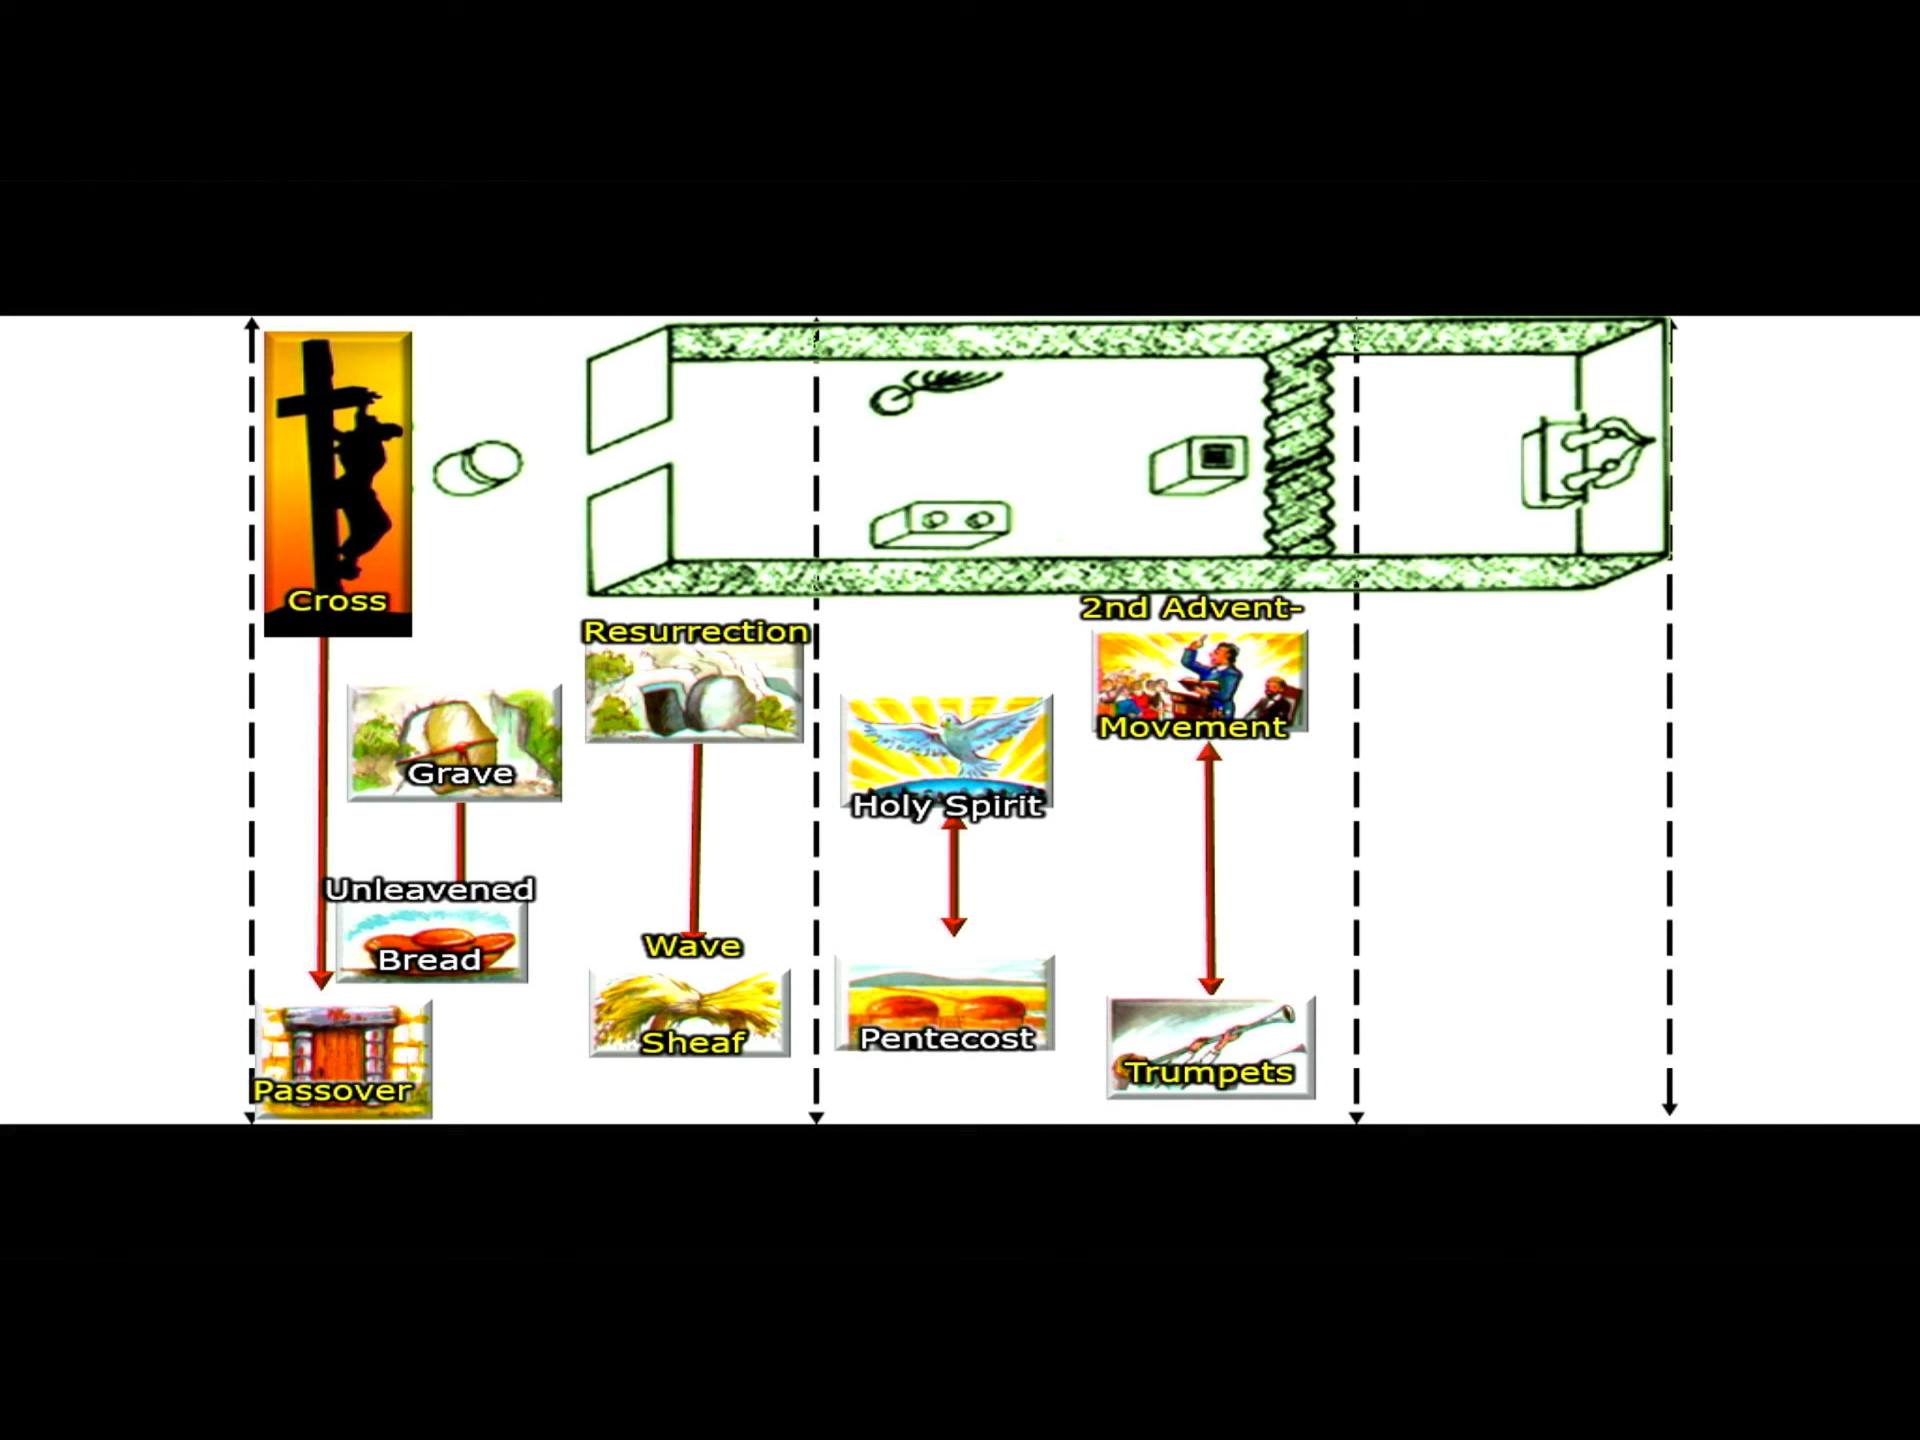 Cross
Resurrection
2nd Advent-
Movement
Grave
Holy Spirit
Unleavened
Bread
Wave
Sheaf
Pentecost
Trumpets
Passover